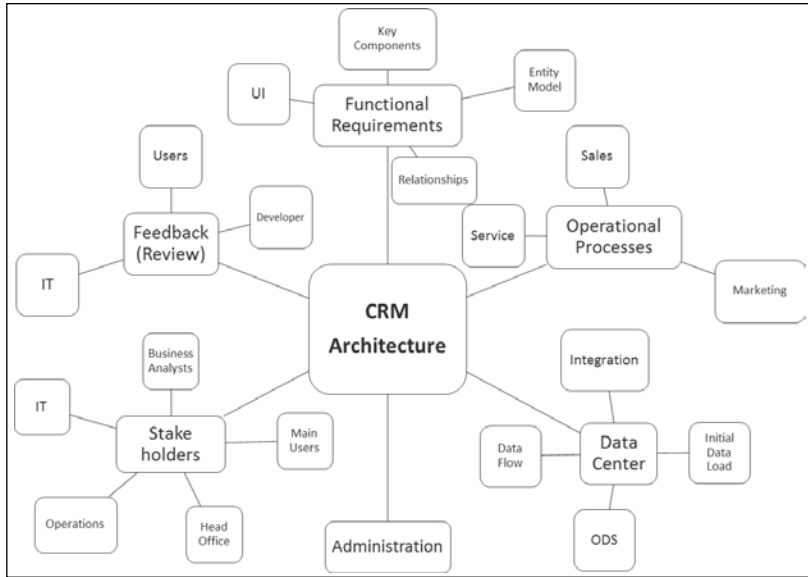 Key
Components
UI
Entity
Model
Functional
Requirements
Users
Sales
Relationships
Developer
Feedback
(Review)
Service
Operational
Processes
IT
Marketing
CRM
Architecture
Business
Analysts
Integration
IT
Stake
holders
Main
Users
Data
Flow
Data
Center
Initial
Data
Load
Operations
Head
Office
Administration
ODS